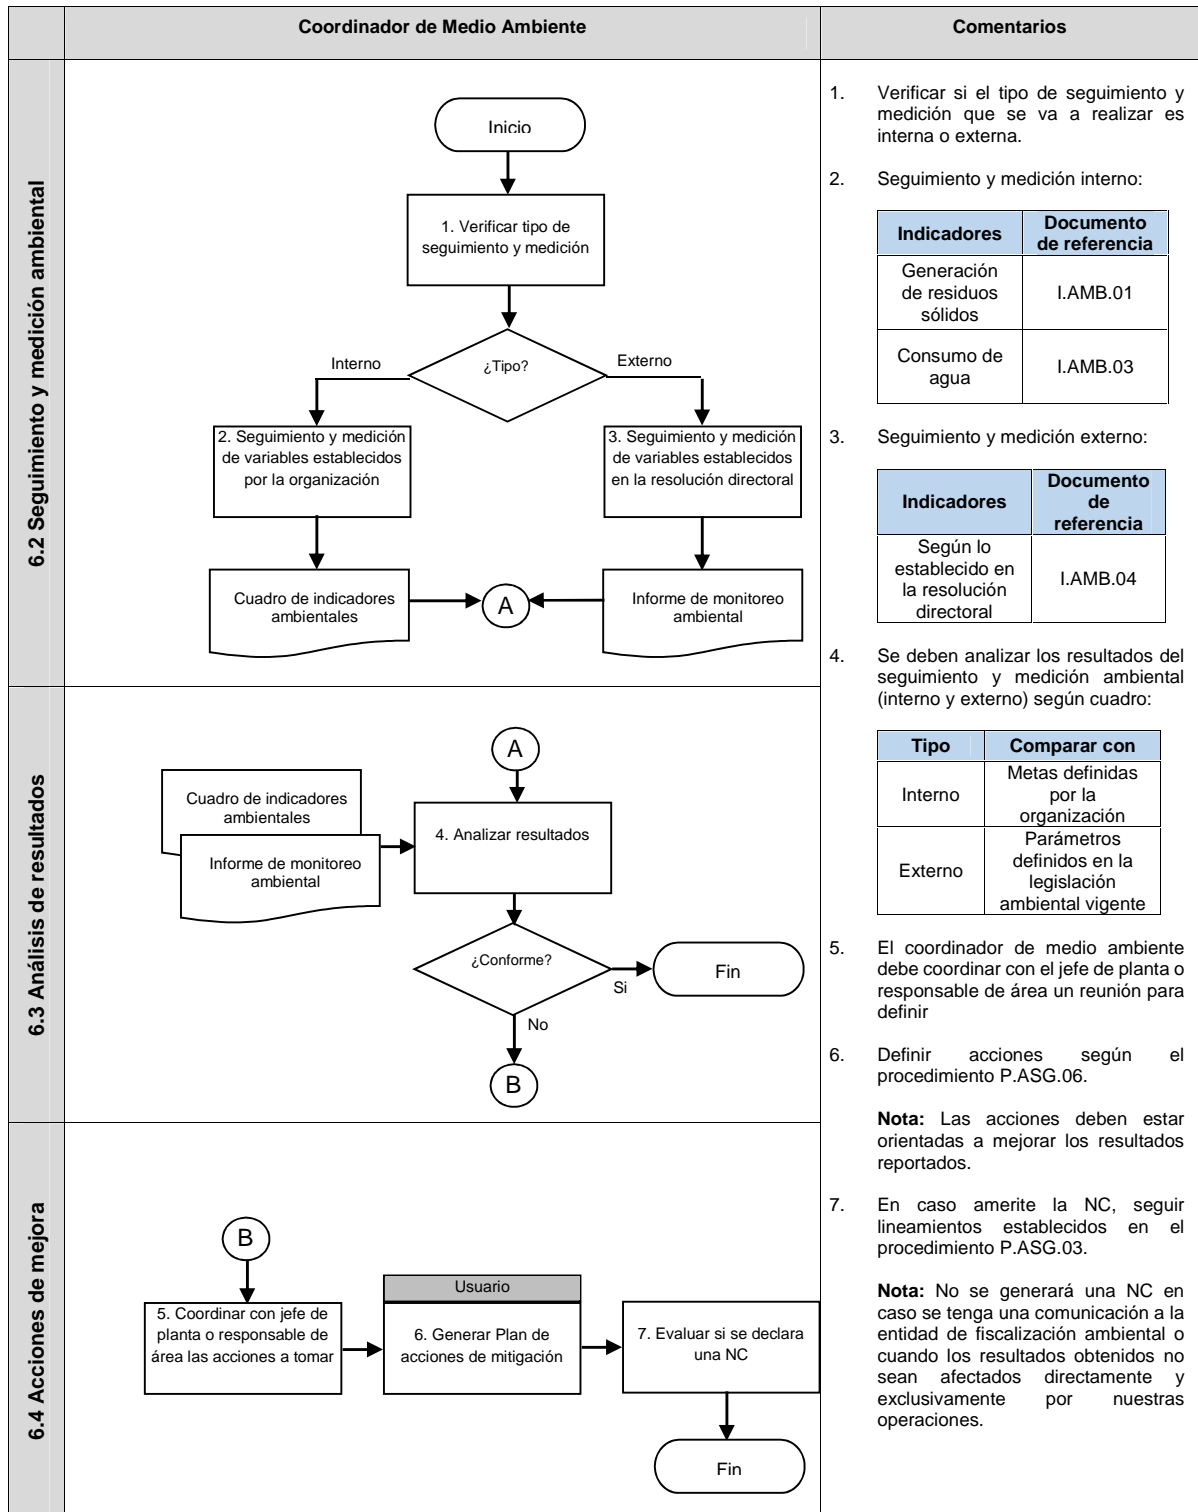 Coordinador de Medio Ambiente
Comentarios
6.2 Seguimiento y medición ambiental
Inicio
1. Verificar tipo de
seguimiento y medición
¿Tipo?
Interno
Externo
2. Seguimiento y medición
de variables establecidos
por la organización
3. Seguimiento y medición
de variables establecidos
en la resolución directoral
Cuadro de indicadores
ambientales
A
Informe de monitoreo
ambiental
6.3 Análisis de resultados
A
Cuadro de indicadores
ambientales
Informe de monitoreo
ambiental
4. Analizar resultados
¿Conforme?
Si
Fin
No
B
6.4 Acciones de mejora
B
5. Coordinar con jefe de
planta o responsable de
área las acciones a tomar
Usuario
6. Generar Plan de
acciones de mitigación
7. Evaluar si se declara
una NC
Fin
1. Verificar si el tipo de seguimiento y
medición que se va a realizar es
interna o externa.
2. Seguimiento y medición interno:
Indicadores
Documento
de referencia
Generación
de residuos
sólidos
I.AMB.01
Consumo de
agua
I.AMB.03
3. Seguimiento y medición externo:
Indicadores
Documento
de
referencia
Según lo
establecido en
la resolución
directoral
I.AMB.04
4. Se deben analizar los resultados del
seguimiento y medición ambiental
(interno y externo) según cuadro:
Tipo
Comparar con
Interno
Metas definidas
por la
organización
Externo
Parámetros
definidos en la
legislación
ambiental vigente
5. El coordinador de medio ambiente
debe coordinar con el jefe de planta o
responsable de área un reunión para
definir
6. Definir acciones según el
procedimiento P.ASG.06.
Nota: Las acciones deben estar
orientadas a mejorar los resultados
reportados.
7. En caso amerite la NC, seguir
lineamientos establecidos en el
procedimiento P.ASG.03.
Nota: No se generará una NC en
caso se tenga una comunicación a la
entidad de fiscalización ambiental o
cuando los resultados obtenidos no
sean afectados directamente y
exclusivamente por nuestras
operaciones.